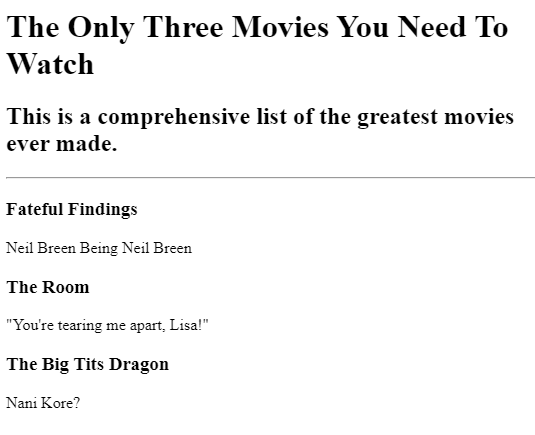 The Only Three Movies You Need To
Watch
This is a comprehensive list of the greatest movies
ever made.
Fateful Findings
Neil Breen Being Neil Breen
The Room
"You're tearing me apart, Lisa!"
The Big Tits Dragon
Nani Kore?